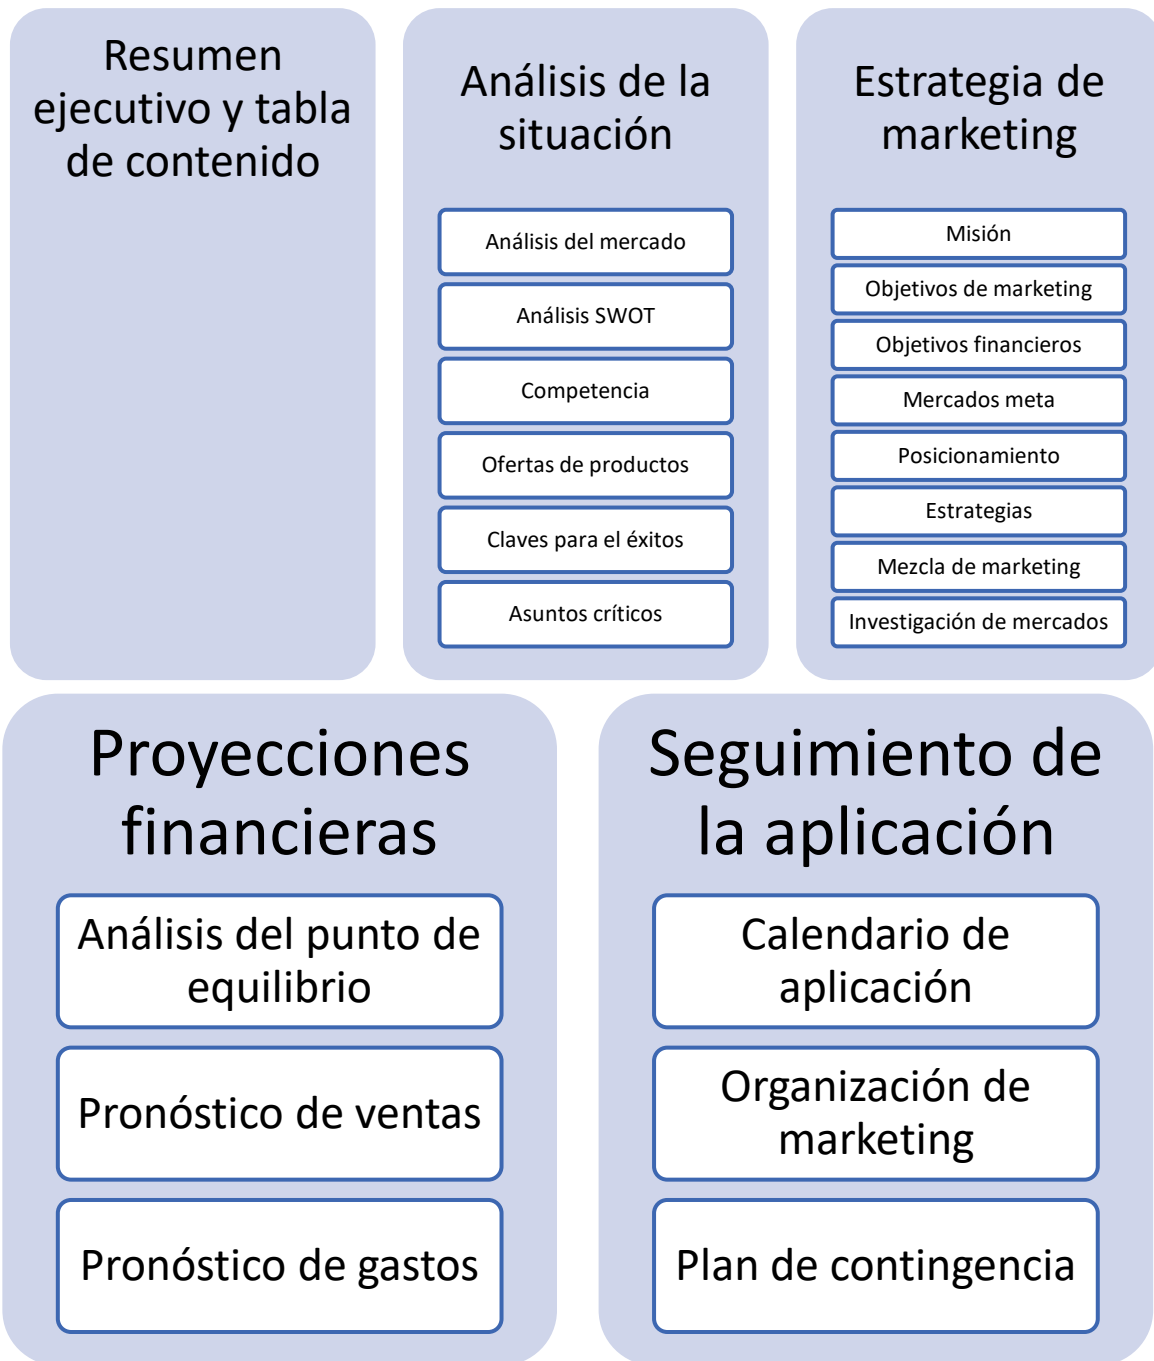 Resumen
ejecutivo y tabla
de contenido
Análisis de la
situación
Análisis del mercado
Análisis SWOT
Competencia
Ofertas de productos
Claves para el éxitos
Asuntos críticos
Estrategia de
marketing
Misión
Objetivos de marketing
Objetivos financieros
Mercados meta
Posicionamiento
Estrategias
Mezcla de marketing
Investigación de mercados
Proyecciones
financieras
Análisis del punto de
equilibrio
Pronóstico de ventas
Pronóstico de gastos
Seguimiento de
la aplicación
Calendario de
aplicación
Organización de
marketing
Plan de contingencia